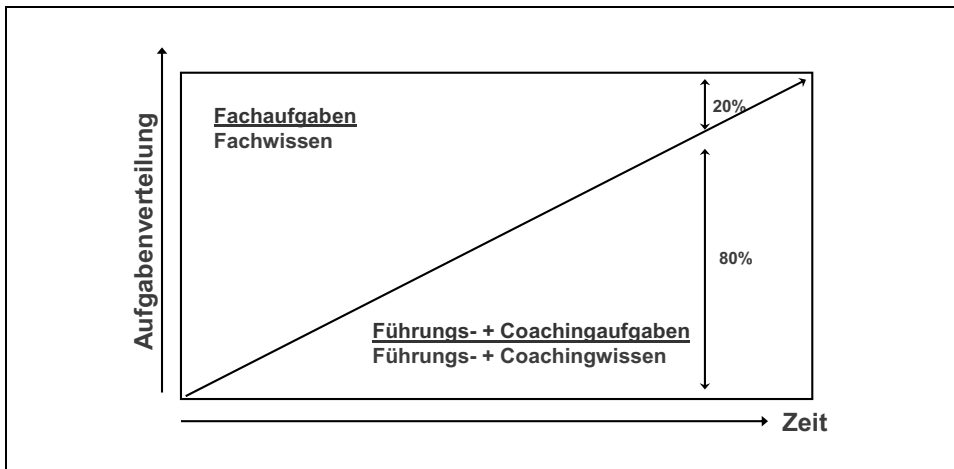 Aufgabenverteilung
Fachaufgaben
Fachwissen
20%
80%
Führungs- + Coachingaufgaben
Führungs- + Coachingwissen
Zeit